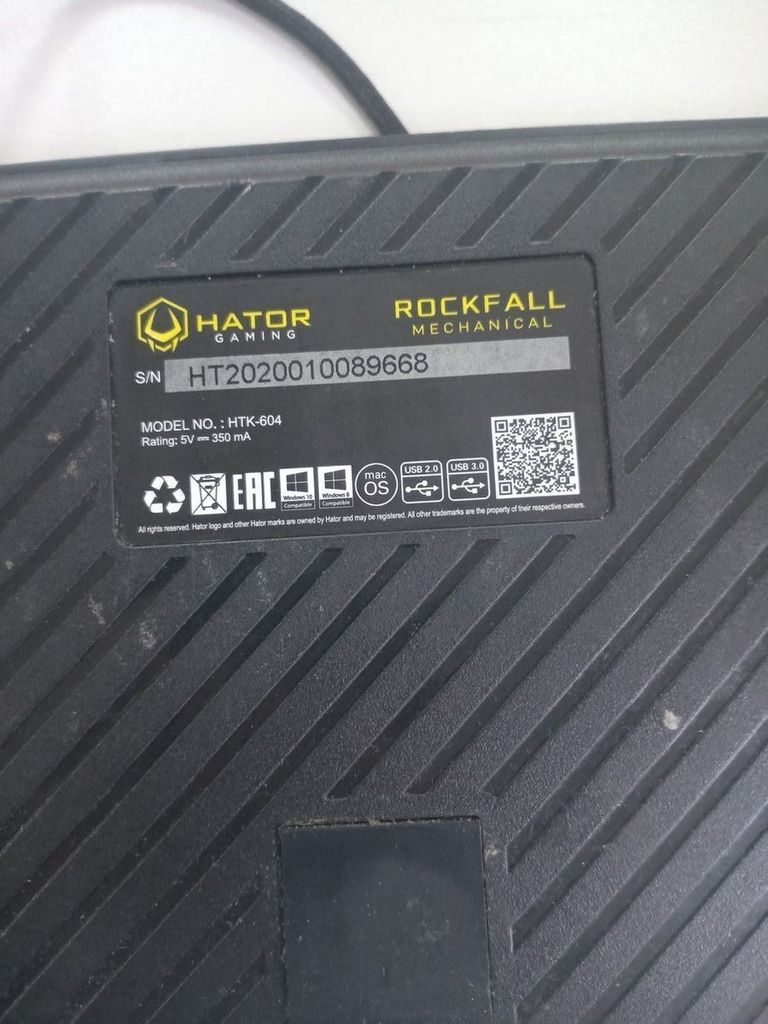 HATOR
GAMING
ROCKFALL
MECHANICAL
S/N HT2020010089668
MODEL NO. : HTK-604
Rating: 5V ⎓ 350 mA
EAC
Windows 10
Compatible
Windows 8
Compatible
mac
OS
USB 2.0
USB 3.0
All rights reserved. Hator logo and other Hator marks are owned by Hator and may be registered. All other trademarks are the property of their respective owners.